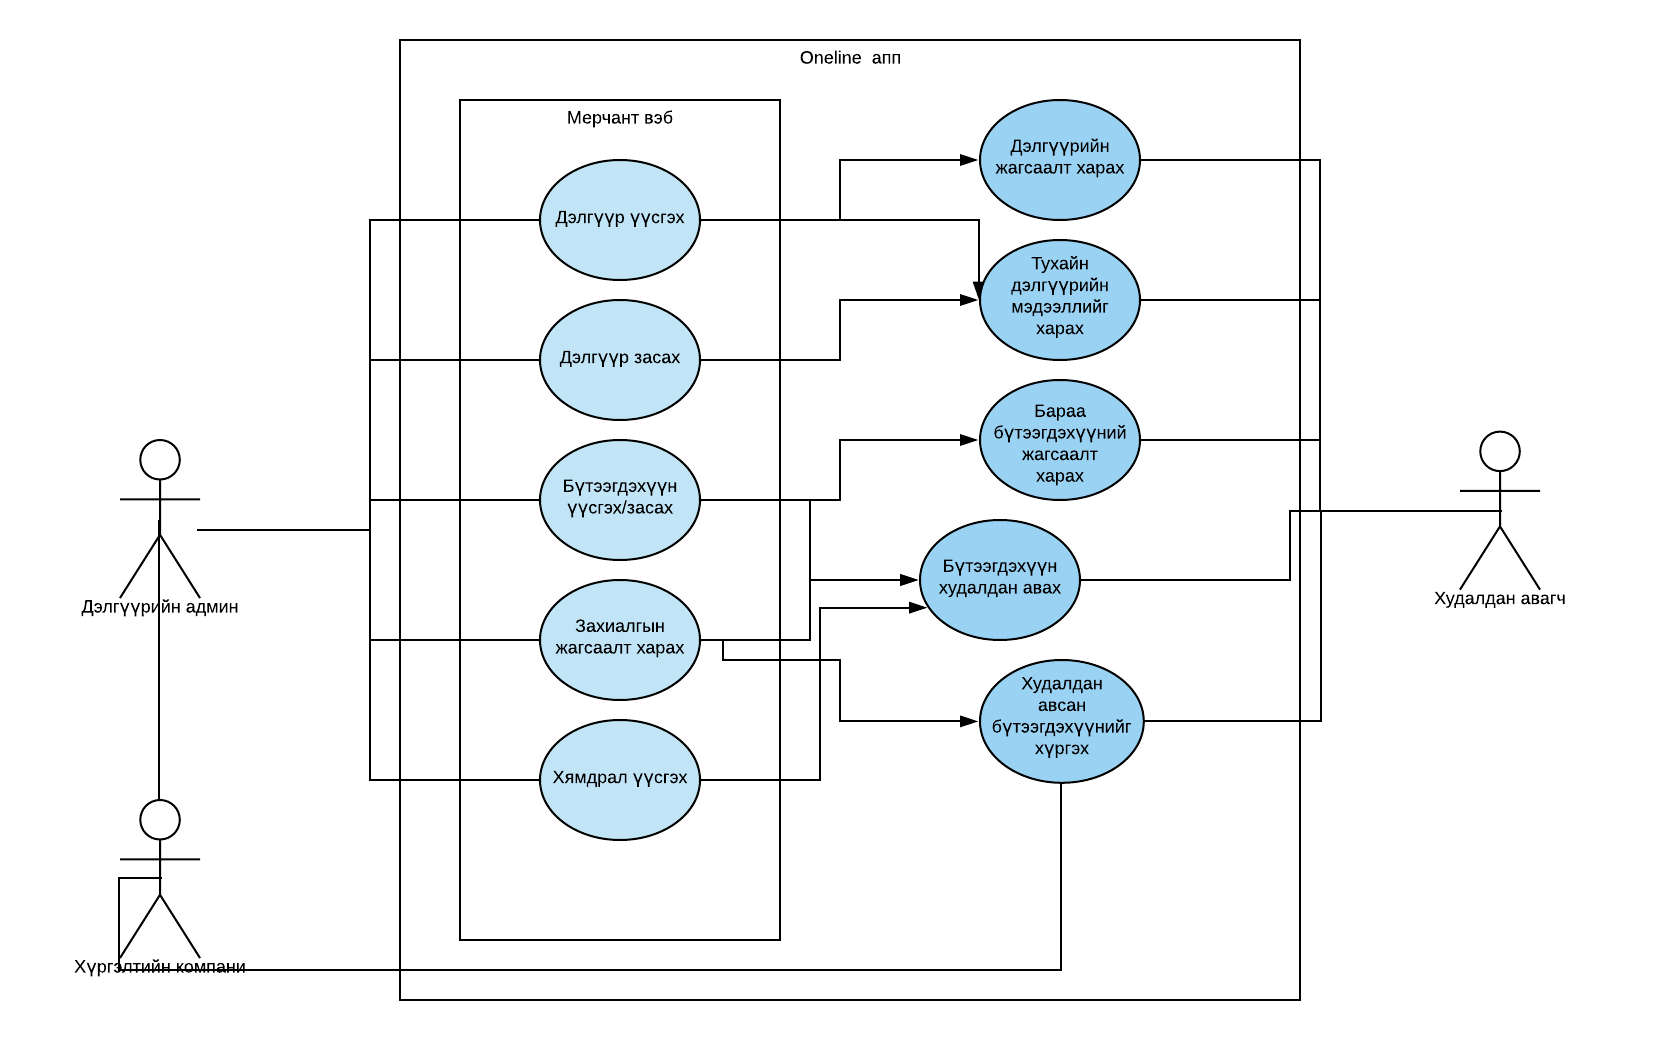 Oneline апп
Мерчант вэб
Дэлгүүр үүсгэх
Дэлгүүр засах
Бүтээгдэхүүн
үүсгэх/засах
Захиалгын
жагсаалт харах
Хямдрал үүсгэх
Дэлгүүрийн
жагсаалт харах
Тухайн
дэлгүүрийн
мэдээллийг
харах
Бараа
бүтээгдэхүүний
жагсаалт
харах
Бүтээгдэхүүн
худалдан авах
Худалдан
авсан
бүтээгдэхүүнийг
хүргэх
Дэлгүүрийн админ
Хүргэлтийн компани
Худалдан авагч